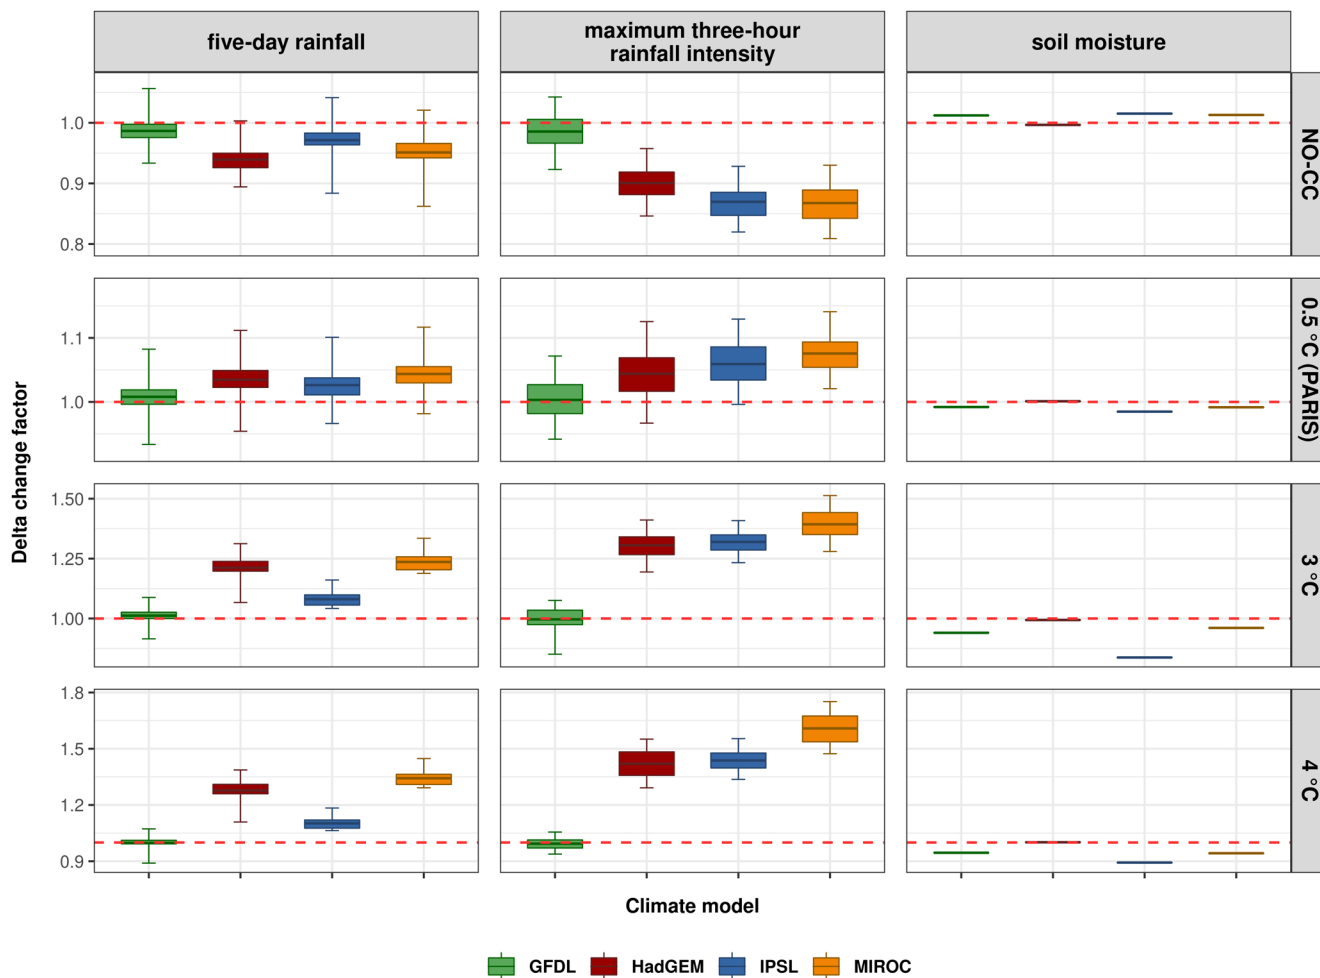 five-day rainfall
maximum three-hour
rainfall intensity
soil moisture
1.0
0.9
0.8
NO-CC
1.1
1.0
0.5 °C (PARIS)
1.50
1.25
1.00
3 °C
1.8
1.5
1.2
0.9
4 °C
Delta change factor
Climate model
GFDL
HadGEM
IPSL
MIROC